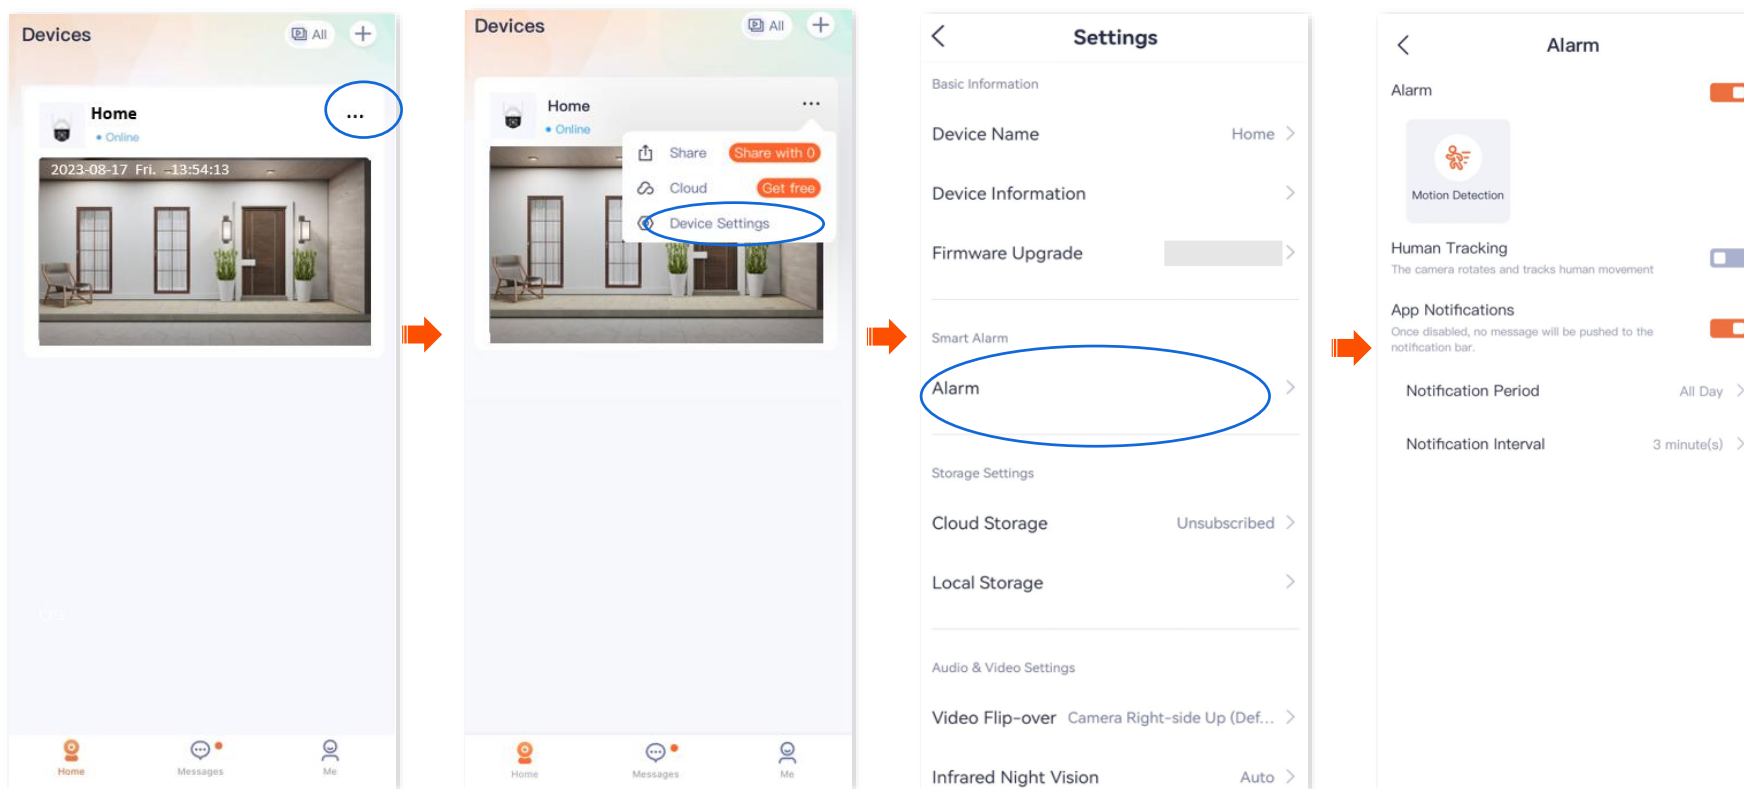 Devices
All
Home
...
Online
2023-08-17 Fri. 13:54:13
Home
Messages
Me
Devices
All
Home
...
Online
Share
Share with 0
Cloud
Get free
Device Settings
Home
Messages
Me
Settings
Basic Information
Device Name
Home
Device Information
Firmware Upgrade
Smart Alarm
Alarm
Storage Settings
Cloud Storage
Unsubscribed
Local Storage
Audio & Video Settings
Video Flip-over
Camera Right-side Up (Def...
Infrared Night Vision
Auto
Alarm
Alarm
Motion Detection
Human Tracking
The camera rotates and tracks human movement
App Notifications
Once disabled, no message will be pushed to the
notification bar.
Notification Period
All Day
Notification Interval
3 minute(s)